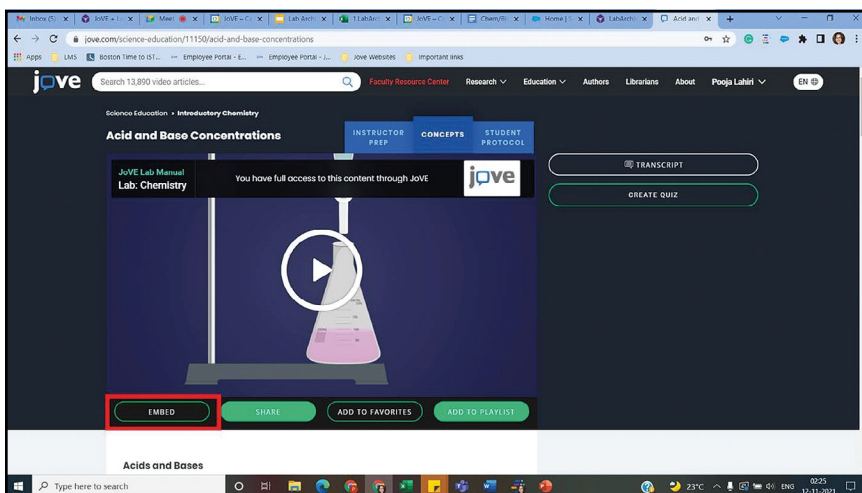 Inbox (5)
JoVE + L
Meet
JoVE - C
Lab Arch
1.LabArc
JoVE - C
Chem/B
Home | S
LabArch
Acid and
jove.com/science-education/11150/acid-and-base-concentrations
Apps
LMS
Boston Time to IST...
Employee Portal - E...
Employee Portal - J...
Jove Websites
Important links
jove
Search 13,890 video articles...
Faculty Resource Center
Research
Education
Authors
Librarians
About
Pooja Lahiri
EN
Science Education • Introductory Chemistry
Acid and Base Concentrations
INSTRUCTOR
PREP
CONCEPTS
STUDENT
PROTOCOL
JoVE Lab Manual
Lab: Chemistry
You have full access to this content through JoVE
jove
TRANSCRIPT
CREATE QUIZ
EMBED
SHARE
ADD TO FAVORITES
ADD TO PLAYLIST
Acids and Bases
Type here to search
23°C
ENG
02:25
12-11-2021